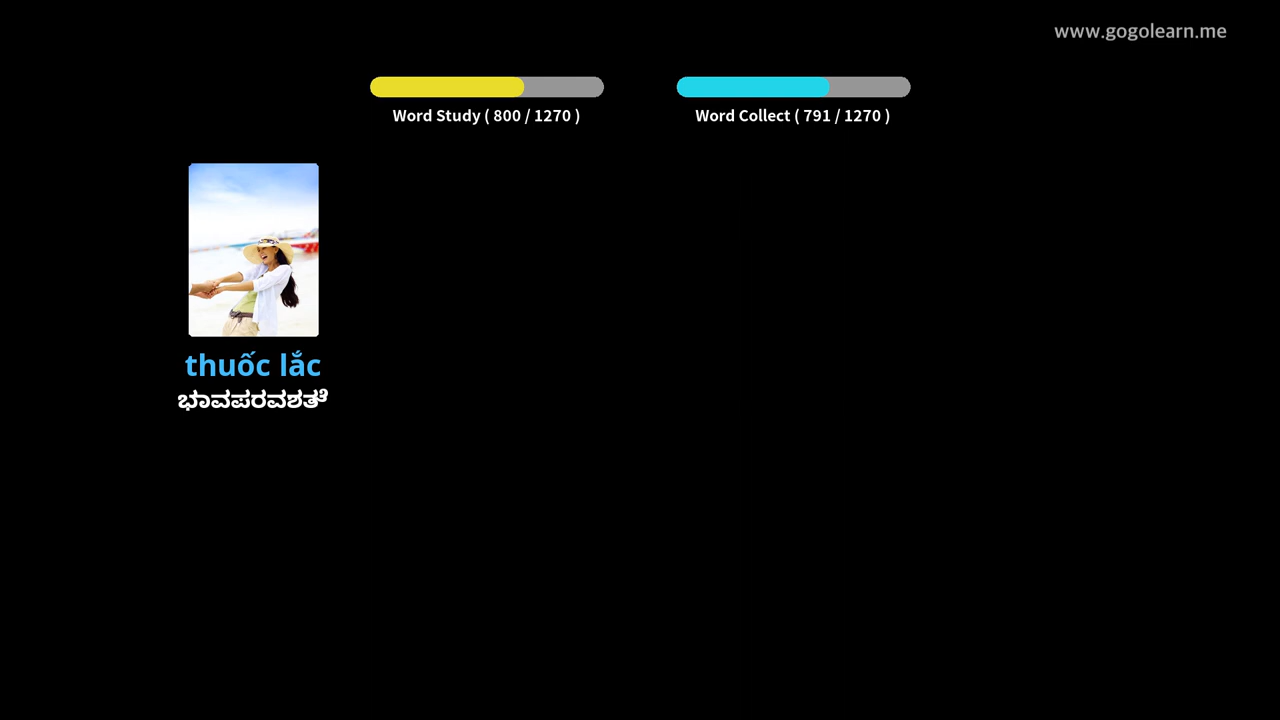 www.gogolearn.me
Word Study ( 800 / 1270 )
Word Collect ( 791 / 1270 )
thuốc lắc
ಭಾವಪರವಶತೆ